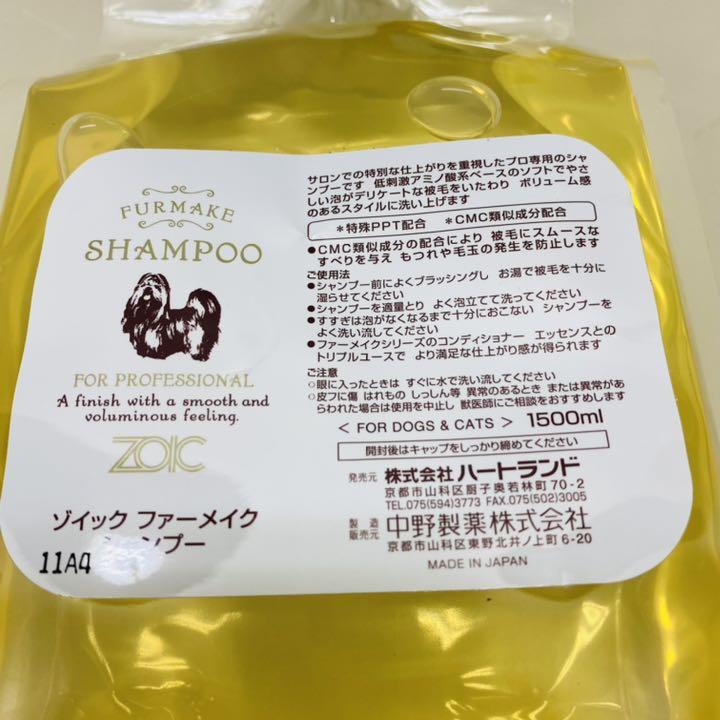 FURMAKE
SHAMPOO
FOR PROFESSIONAL
A finish with a smooth and
voluminous feeling.
ZOIC
ゾイック ファーメイク
シャンプー
11A4
サロンでの特別な仕上がりを重視したプロ専用のシャ
ンプーです 低刺激アミノ酸系ベースのソフトでやさ
しい泡がデリケートな被毛をいたわり ボリューム感
のあるスタイルに洗い上げます
*特殊PPT配合 *CMC類似成分配合
●CMC類似成分の配合により 被毛にスムースな
すべりを与え もつれや毛玉の発生を防止します
ご使用法
●シャンプー前によくブラッシングし お湯で被毛を十分に
湿らせてください
●シャンプーを適量とり よく泡立てて洗ってください
●すすぎは泡がなくなるまで十分におこない シャンプーを
よく洗い流してください
●ファーメイクシリーズのコンディショナー エッセンスとの
トリプルユースで より満足な仕上がり感が得られます
ご注意
○眼に入ったときは すぐに水で洗い流してください
○皮フに傷 はれもの しっしん等 異常のあるとき または異常があ
らわれた場合は使用を中止し 獣医師にご相談をおすすめします
< FOR DOGS & CATS > 1500ml
開封後はキャップをしっかり締めてください
発売元 株式会社 ハートランド
京都市山科区厨子奥若林町 70-2
TEL.075(594)3773 FAX.075(502)3005
製造販売元 中野製薬株式会社
京都市山科区東野北井ノ上町 6-20
MADE IN JAPAN